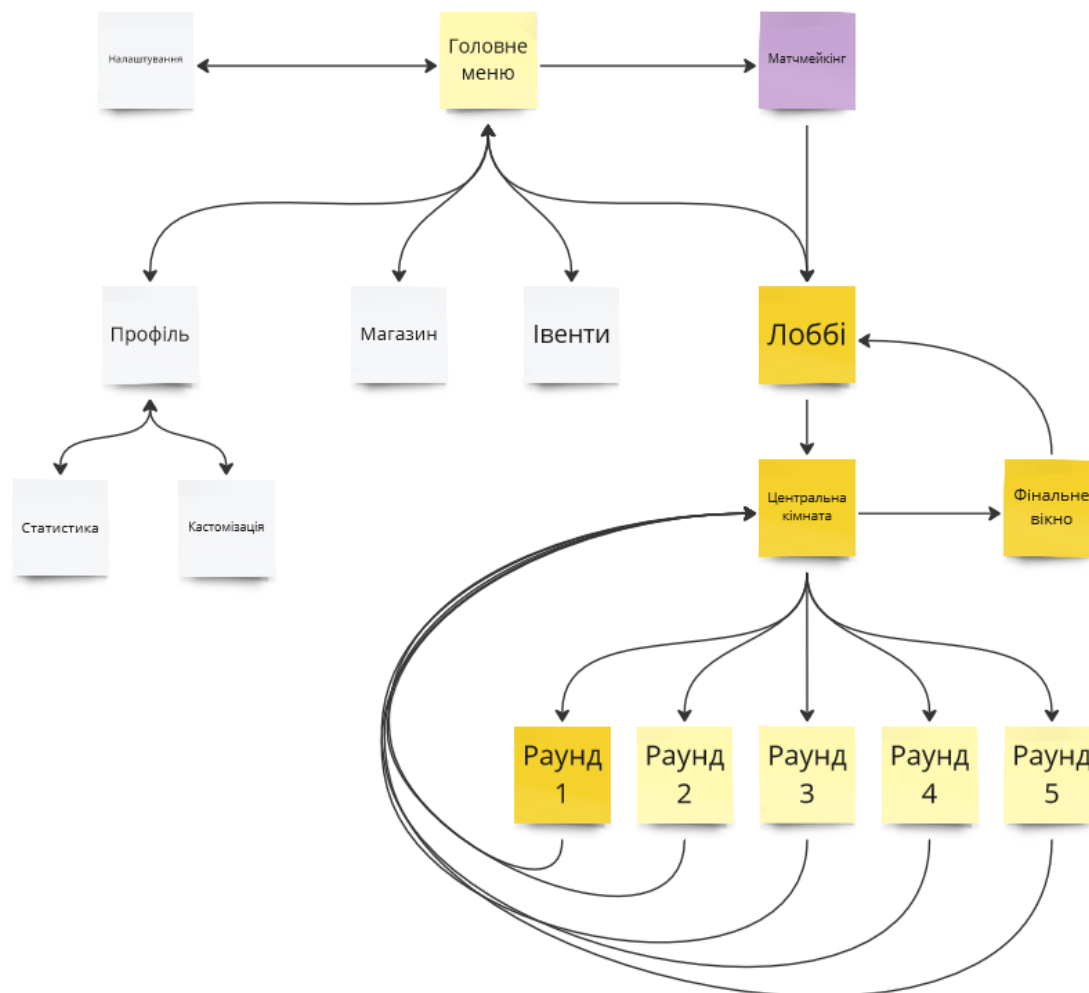 Налаштування
Головне
меню
Матчмейкінг
Профіль
Магазин
Івенти
Лоббі
Статистика
Кастомізація
Центральна
кімната
Фінальне
вікно
Раунд
1
Раунд
2
Раунд
3
Раунд
4
Раунд
5